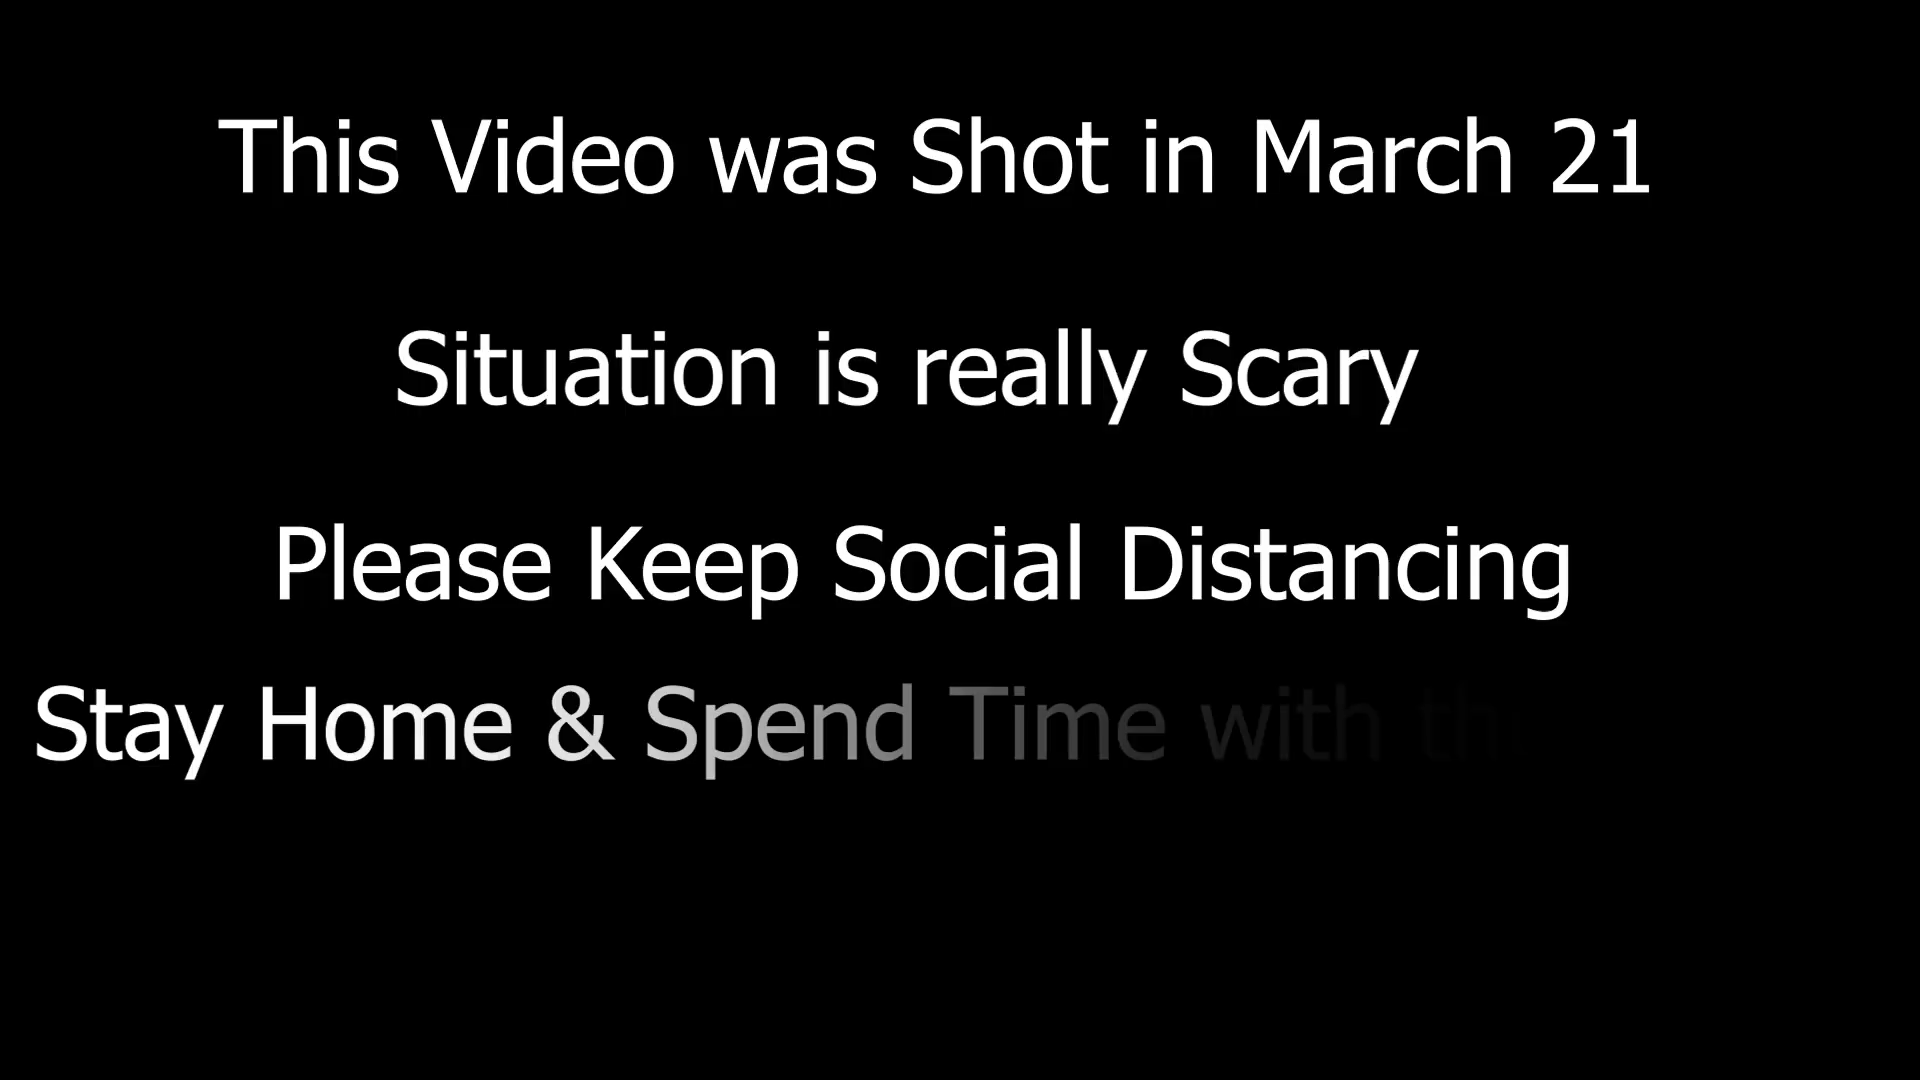 This Video was Shot in March 21
Situation is really Scary
Please Keep Social Distancing
Stay Home & Spend Time with